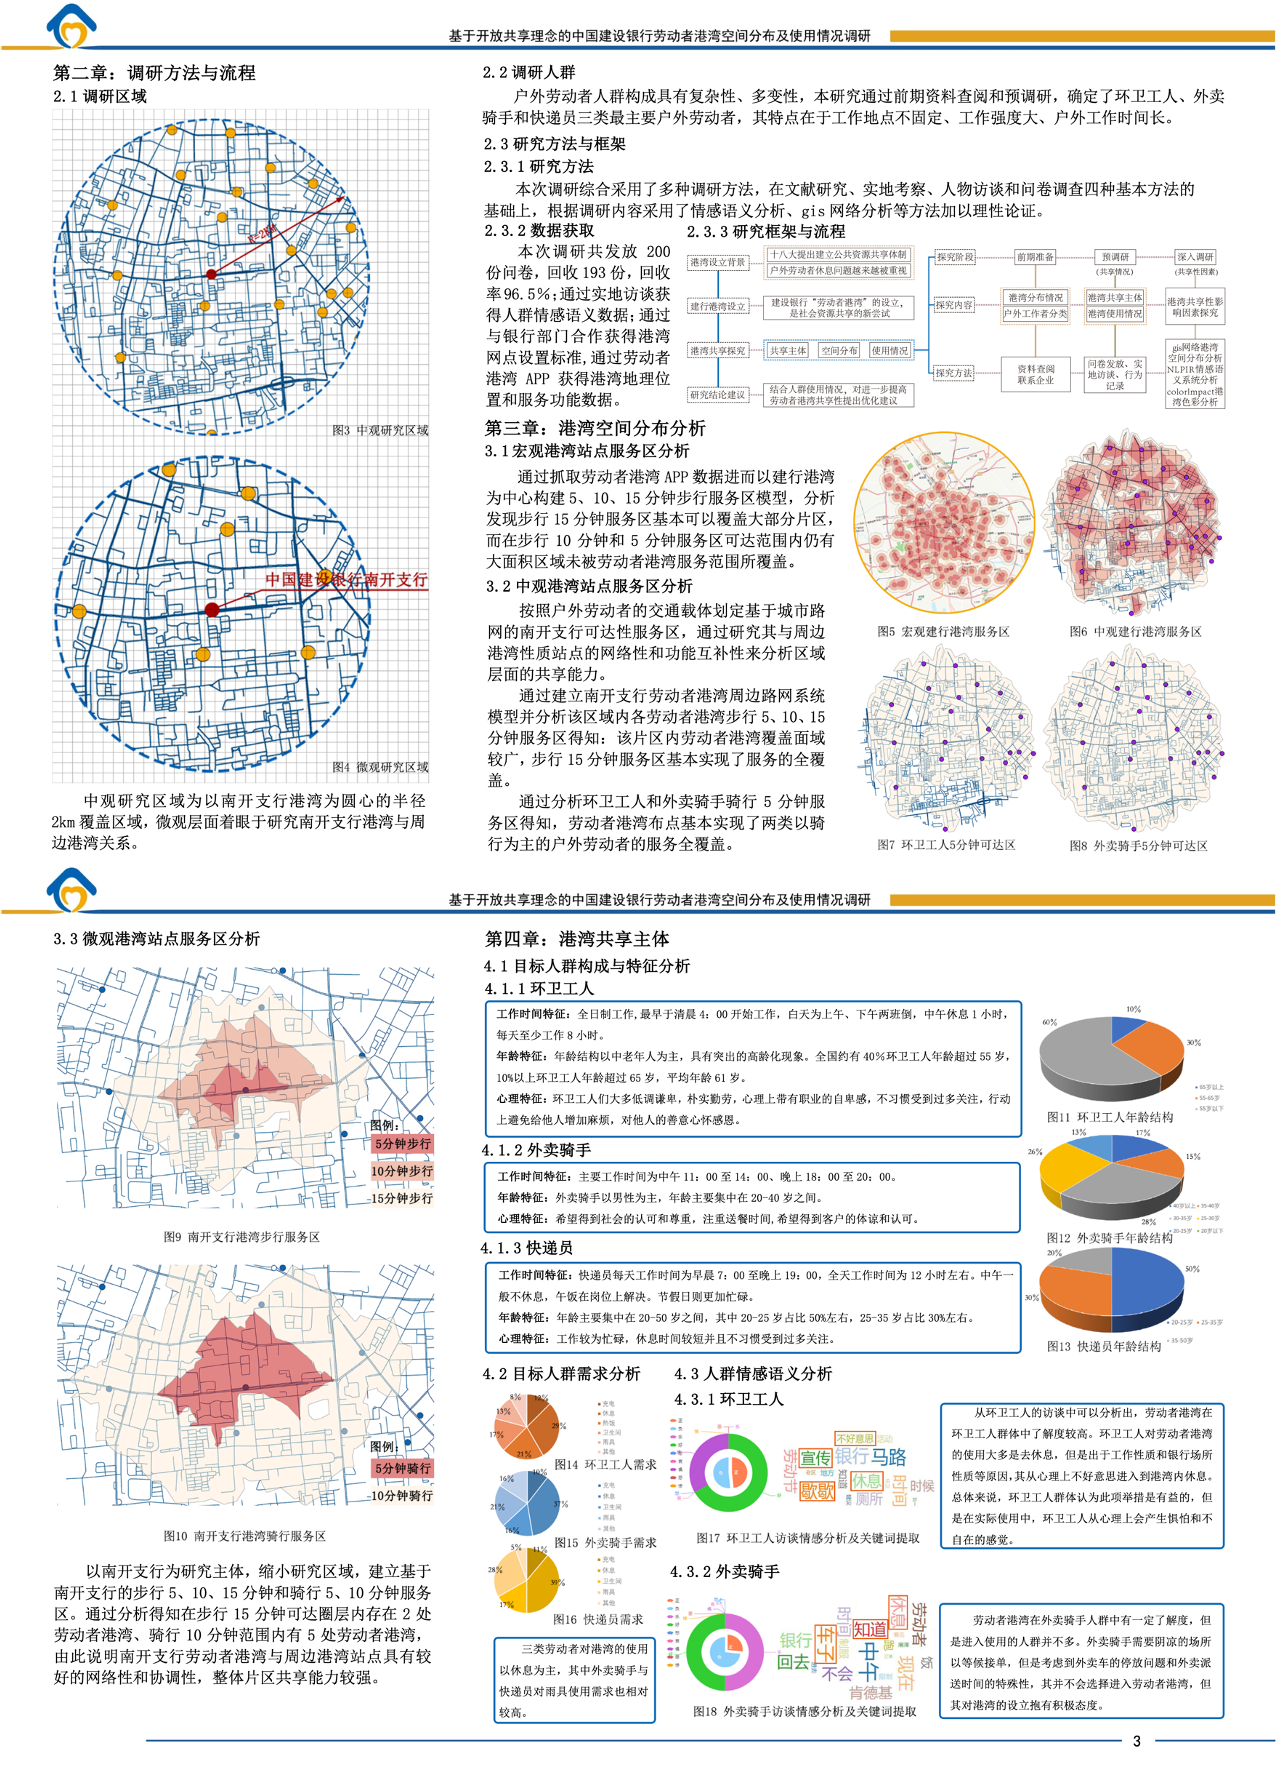 基于开放共享理念的中国建设银行劳动者港湾空间分布及使用情况调研
第二章：调研方法与流程
2.1 调研区域
R=2KM
图3 中观研究区域
中国建设银行南开支行
图4 微观研究区域
中观研究区域为以南开支行港湾为圆心的半径
2km 覆盖区域，微观层面着眼于研究南开支行港湾与周
边港湾关系。
2.2 调研人群
户外劳动者人群构成具有复杂性、多变性，本研究通过前期资料查阅和预调研，确定了环卫工人、外卖
骑手和快递员三类最主要户外劳动者，其特点在于工作地点不固定、工作强度大、户外工作时间长。
2.3 研究方法与框架
2.3.1 研究方法
本次调研综合采用了多种调研方法，在文献研究、实地考察、人物访谈和问卷调查四种基本方法的
基础上，根据调研内容采用了情感语义分析、gis 网络分析等方法加以理性论证。
2.3.2 数据获取
本次调研共发放 200
份问卷，回收 193 份，回收
率 96.5%；通过实地访谈获
得人群情感语义数据；通过
与银行部门合作获得港湾
网点设置标准，通过劳动者
港湾 APP 获得港湾地理位
置和服务功能数据。
2.3.3 研究框架与流程
港湾设立背景
十八大提出建立公共资源共享体制
户外劳动者休息问题越来越被重视
建行港湾设立
建设银行“劳动者港湾”的设立，
是社会资源共享的新尝试
港湾共享探究
共享主体 空间分布 使用情况
研究结论建议
结合人群使用情况，对进一步提高
劳动者港湾共享性提出优化建议
探究阶段 前期准备 预调研 深入调研
(共享情况) (共享性因素)
探究内容
港湾分布情况
户外工作者分类
港湾共享主体
港湾使用情况
港湾共享性影
响因素探究
探究方法
资料查阅
联系企业
问卷发放、实
地访谈、行为
记录
gis网络港湾
空间分布分析
NLPIR情感语
义系统分析
colorImpact港
湾色彩分析
第三章：港湾空间分布分析
3.1 宏观港湾站点服务区分析
通过抓取劳动者港湾 APP 数据进而以建行港湾
为中心构建 5、10、15 分钟步行服务区模型，分析
发现步行 15 分钟服务区基本可以覆盖大部分片区，
而在步行 10 分钟和 5 分钟服务区可达范围内仍有
大面积区域未被劳动者港湾服务范围所覆盖。
3.2 中观港湾站点服务区分析
按照户外劳动者的交通载体划定基于城市路
网的南开支行可达性服务区，通过研究其与周边
港湾性质站点的网络性和功能互补性来分析区域
层面的共享能力。
通过建立南开支行劳动者港湾周边路网系统
模型并分析该区域内各劳动者港湾步行 5、10、15
分钟服务区得知：该片区内劳动者港湾覆盖面域
较广，步行 15 分钟服务区基本实现了服务的全覆
盖。
通过分析环卫工人和外卖骑手骑行 5 分钟服
务区得知，劳动者港湾布点基本实现了两类以骑
行为主的户外劳动者的服务全覆盖。
图5 宏观建行港湾服务区
图6 中观建行港湾服务区
图7 环卫工人5分钟可达区
图8 外卖骑手5分钟可达区
基于开放共享理念的中国建设银行劳动者港湾空间分布及使用情况调研
3.3 微观港湾站点服务区分析
图例：
5分钟步行
10分钟步行
15分钟步行
图9 南开支行港湾步行服务区
图例：
5分钟骑行
10分钟骑行
图10 南开支行港湾骑行服务区
以南开支行为研究主体，缩小研究区域，建立基于
南开支行的步行 5、10、15 分钟和骑行 5、10 分钟服务
区。通过分析得知在步行 15 分钟可达圈层内存在 2 处
劳动者港湾、骑行 10 分钟范围内有 5 处劳动者港湾，
由此说明南开支行劳动者港湾与周边港湾站点具有较
好的网络性和协调性，整体片区共享能力较强。
第四章：港湾共享主体
4.1 目标人群构成与特征分析
4.1.1 环卫工人
工作时间特征：全日制工作,最早于清晨 4：00 开始工作，白天为上午、下午两班倒，中午休息 1 小时，
每天至少工作 8 小时。
年龄特征：年龄结构以中老年人为主，具有突出的高龄化现象。全国约有 40%环卫工人年龄超过 55 岁，
10%以上环卫工人年龄超过 65 岁，平均年龄 61 岁。
心理特征：环卫工人们大多低调谦卑，朴实勤劳，心理上带有职业的自卑感，不习惯受到过多关注，行动
上避免给他人增加麻烦，对他人的善意心怀感恩。
10%
60%
30%
65岁以上
55-65岁
55岁以下
图11 环卫工人年龄结构
4.1.2 外卖骑手
工作时间特征：主要工作时间为中午 11：00 至 14：00、晚上 18：00 至 20：00。
年龄特征：外卖骑手以男性为主，年龄主要集中在 20-40 岁之间。
心理特征：希望得到社会的认可和尊重，注重送餐时间,希望得到客户的体谅和认可。
13% 17%
26% 15%
28%
40岁以上 35-40岁
30-35岁 25-30岁
20-25岁 20岁以下
图12 外卖骑手年龄结构
4.1.3 快递员
工作时间特征：快递员每天工作时间为早晨 7：00 至晚上 19：00，全天工作时间为 12 小时左右。中午一
般不休息，午饭在岗位上解决。节假日则更加忙碌。
年龄特征：年龄主要集中在 20-50 岁之间，其中 20-25 岁占比 50%左右，25-35 岁占比 30%左右。
心理特征：工作较为忙碌，休息时间较短并且不习惯受到过多关注。
20%
50%
30%
20-25岁 25-35岁
35-50岁
图13 快递员年龄结构
4.2 目标人群需求分析
8% 12%
13%
29%
17%
21%
充电
休息
热饭
卫生间
雨具
其他
图14 环卫工人需求
16% 10%
21% 37%
16%
充电
休息
卫生间
雨具
其他
图15 外卖骑手需求
5% 11%
28% 39%
17%
充电
休息
卫生间
雨具
其他
图16 快递员需求
三类劳动者对港湾的使用
以休息为主，其中外卖骑手与
快递员对雨具使用需求也相对
较高。
4.3 人群情感语义分析
4.3.1 环卫工人
不好意思 活动
劳动节 宣传 银行 马路
地方 休息
歇歇 厕所 时间 时候
图17 环卫工人访谈情感分析及关键词提取
从环卫工人的访谈中可以分析出，劳动者港湾在
环卫工人群体中了解度较高。环卫工人对劳动者港湾
的使用大多是去休息，但是出于工作性质和银行场所
性质等原因,其从心理上不好意思进入到港湾内休息。
总体来说，环卫工人群体认为此项举措是有益的，但
是在实际使用中，环卫工人从心理上会产生惧怕和不
自在的感觉。
4.3.2 外卖骑手
时间 休息 劳动者
银行 车子 知道
回去 不会 中午 现在 饭
肯德基
图18 外卖骑手访谈情感分析及关键词提取
劳动者港湾在外卖骑手人群中有一定了解度，但
是进入使用的人群并不多。外卖骑手需要阴凉的场所
以等候接单，但是考虑到外卖车的停放问题和外卖派
送时间的特殊性，其并不会选择进入劳动者港湾，但
其对港湾的设立抱有积极态度。
3